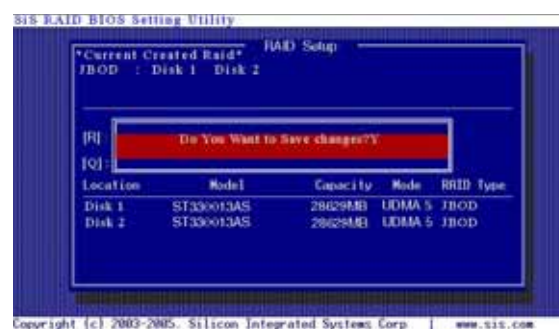 SiS RAID BIOS Setting Utility
RAID Setup
*Current Created Raid*
JBOD : Disk 1 Disk 2
[R]:
Do You Want to Save changes?Y
[Q]:
Location Model Capacity Mode RAID Type
Disk 1 ST330013AS 28629MB UDMA 5 JBOD
Disk 2 ST330013AS 28629MB UDMA 5 JBOD
Copyright (c) 2003-2005. Silicon Integrated Systems Corp | www.sis.com